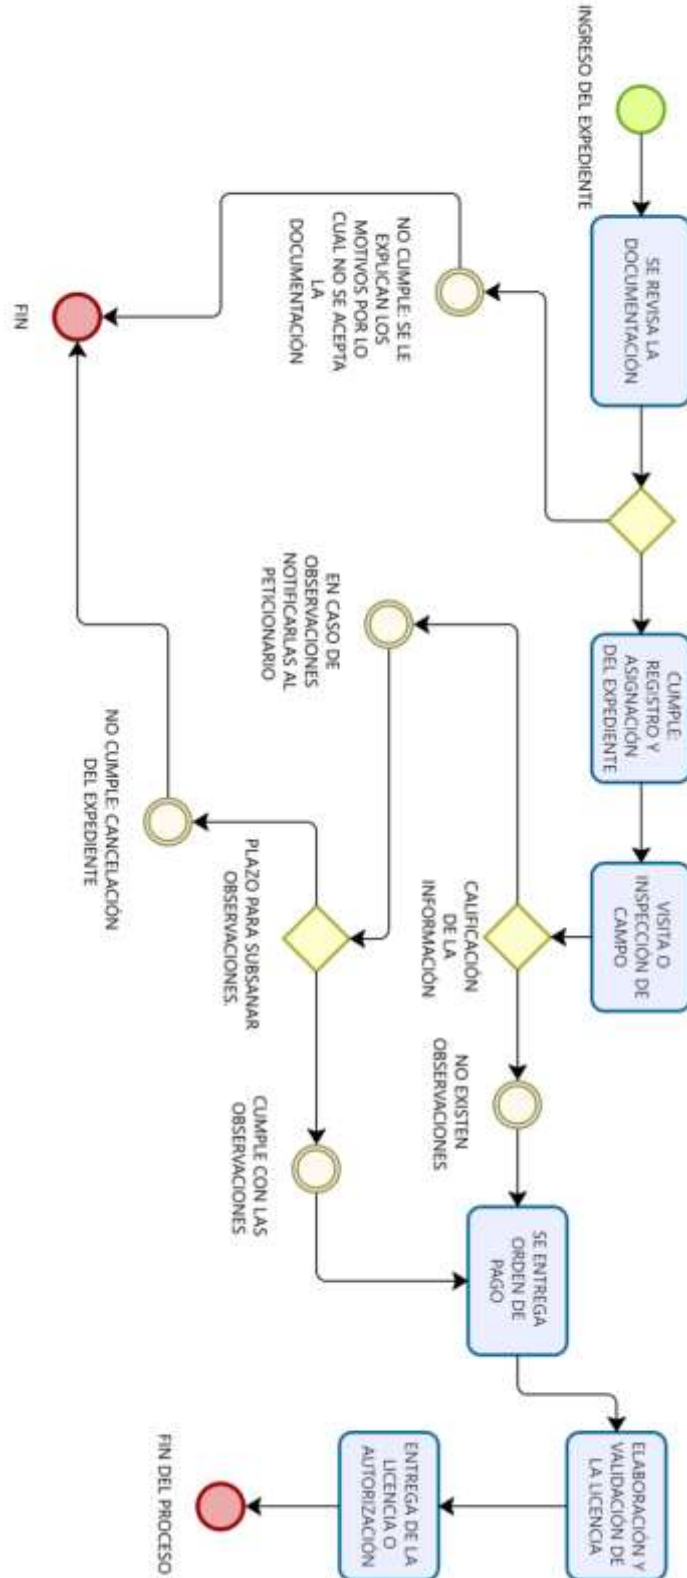 INGRESO DEL EXPEDIENTE
SE REVISA LA
DOCUMENTACIÓN
NO CUMPLE: SE LE
EXPLICAN LOS
MOTIVOS POR LO
CUAL NO SE ACEPTA
LA
DOCUMENTACIÓN
FIN
CUMPLE:
REGISTRO Y
ASIGNACIÓN
DEL EXPEDIENTE
VISITA O
INSPECCIÓN DE
CAMPO
CALIFICACIÓN
DE LA
INFORMACIÓN
EN CASO DE
OBSERVACIONES
NOTIFICARLAS AL
PETICIONARIO
PLAZO PARA SUBSANAR
OBSERVACIONES.
NO CUMPLE: CANCELACIÓN
DEL EXPEDIENTE
NO EXISTEN
OBSERVACIONES
CUMPLE CON LAS
OBSERVACIONES
SE ENTREGA
ORDEN DE
PAGO
ELABORACIÓN Y
VALIDACIÓN DE
LA LICENCIA
ENTREGA DE LA
LICENCIA O
AUTORIZACIÓN
FIN DEL PROCESO